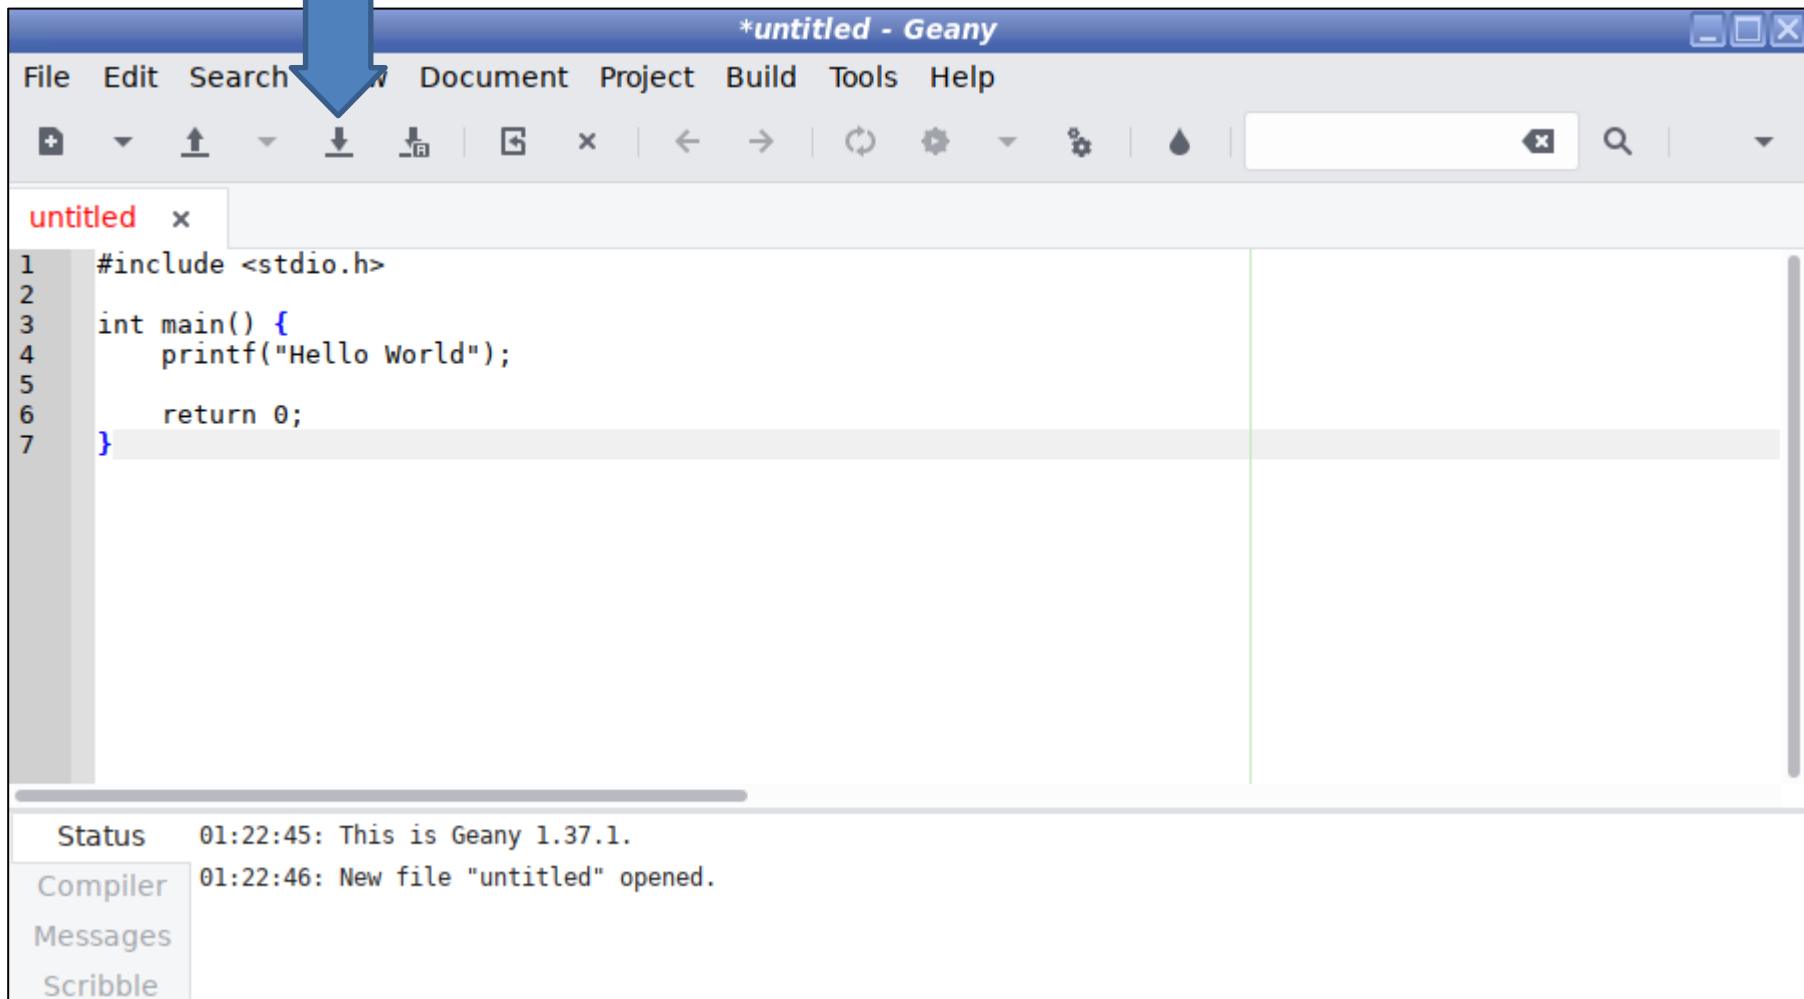 *untitled - Geany
File Edit Search w Document Project Build Tools Help
untitled
1 #include <stdio.h>
2
3 int main() {
4     printf("Hello World");
5
6     return 0;
7 }
Status
01:22:45: This is Geany 1.37.1.
Compiler
01:22:46: New file "untitled" opened.
Messages
Scribble